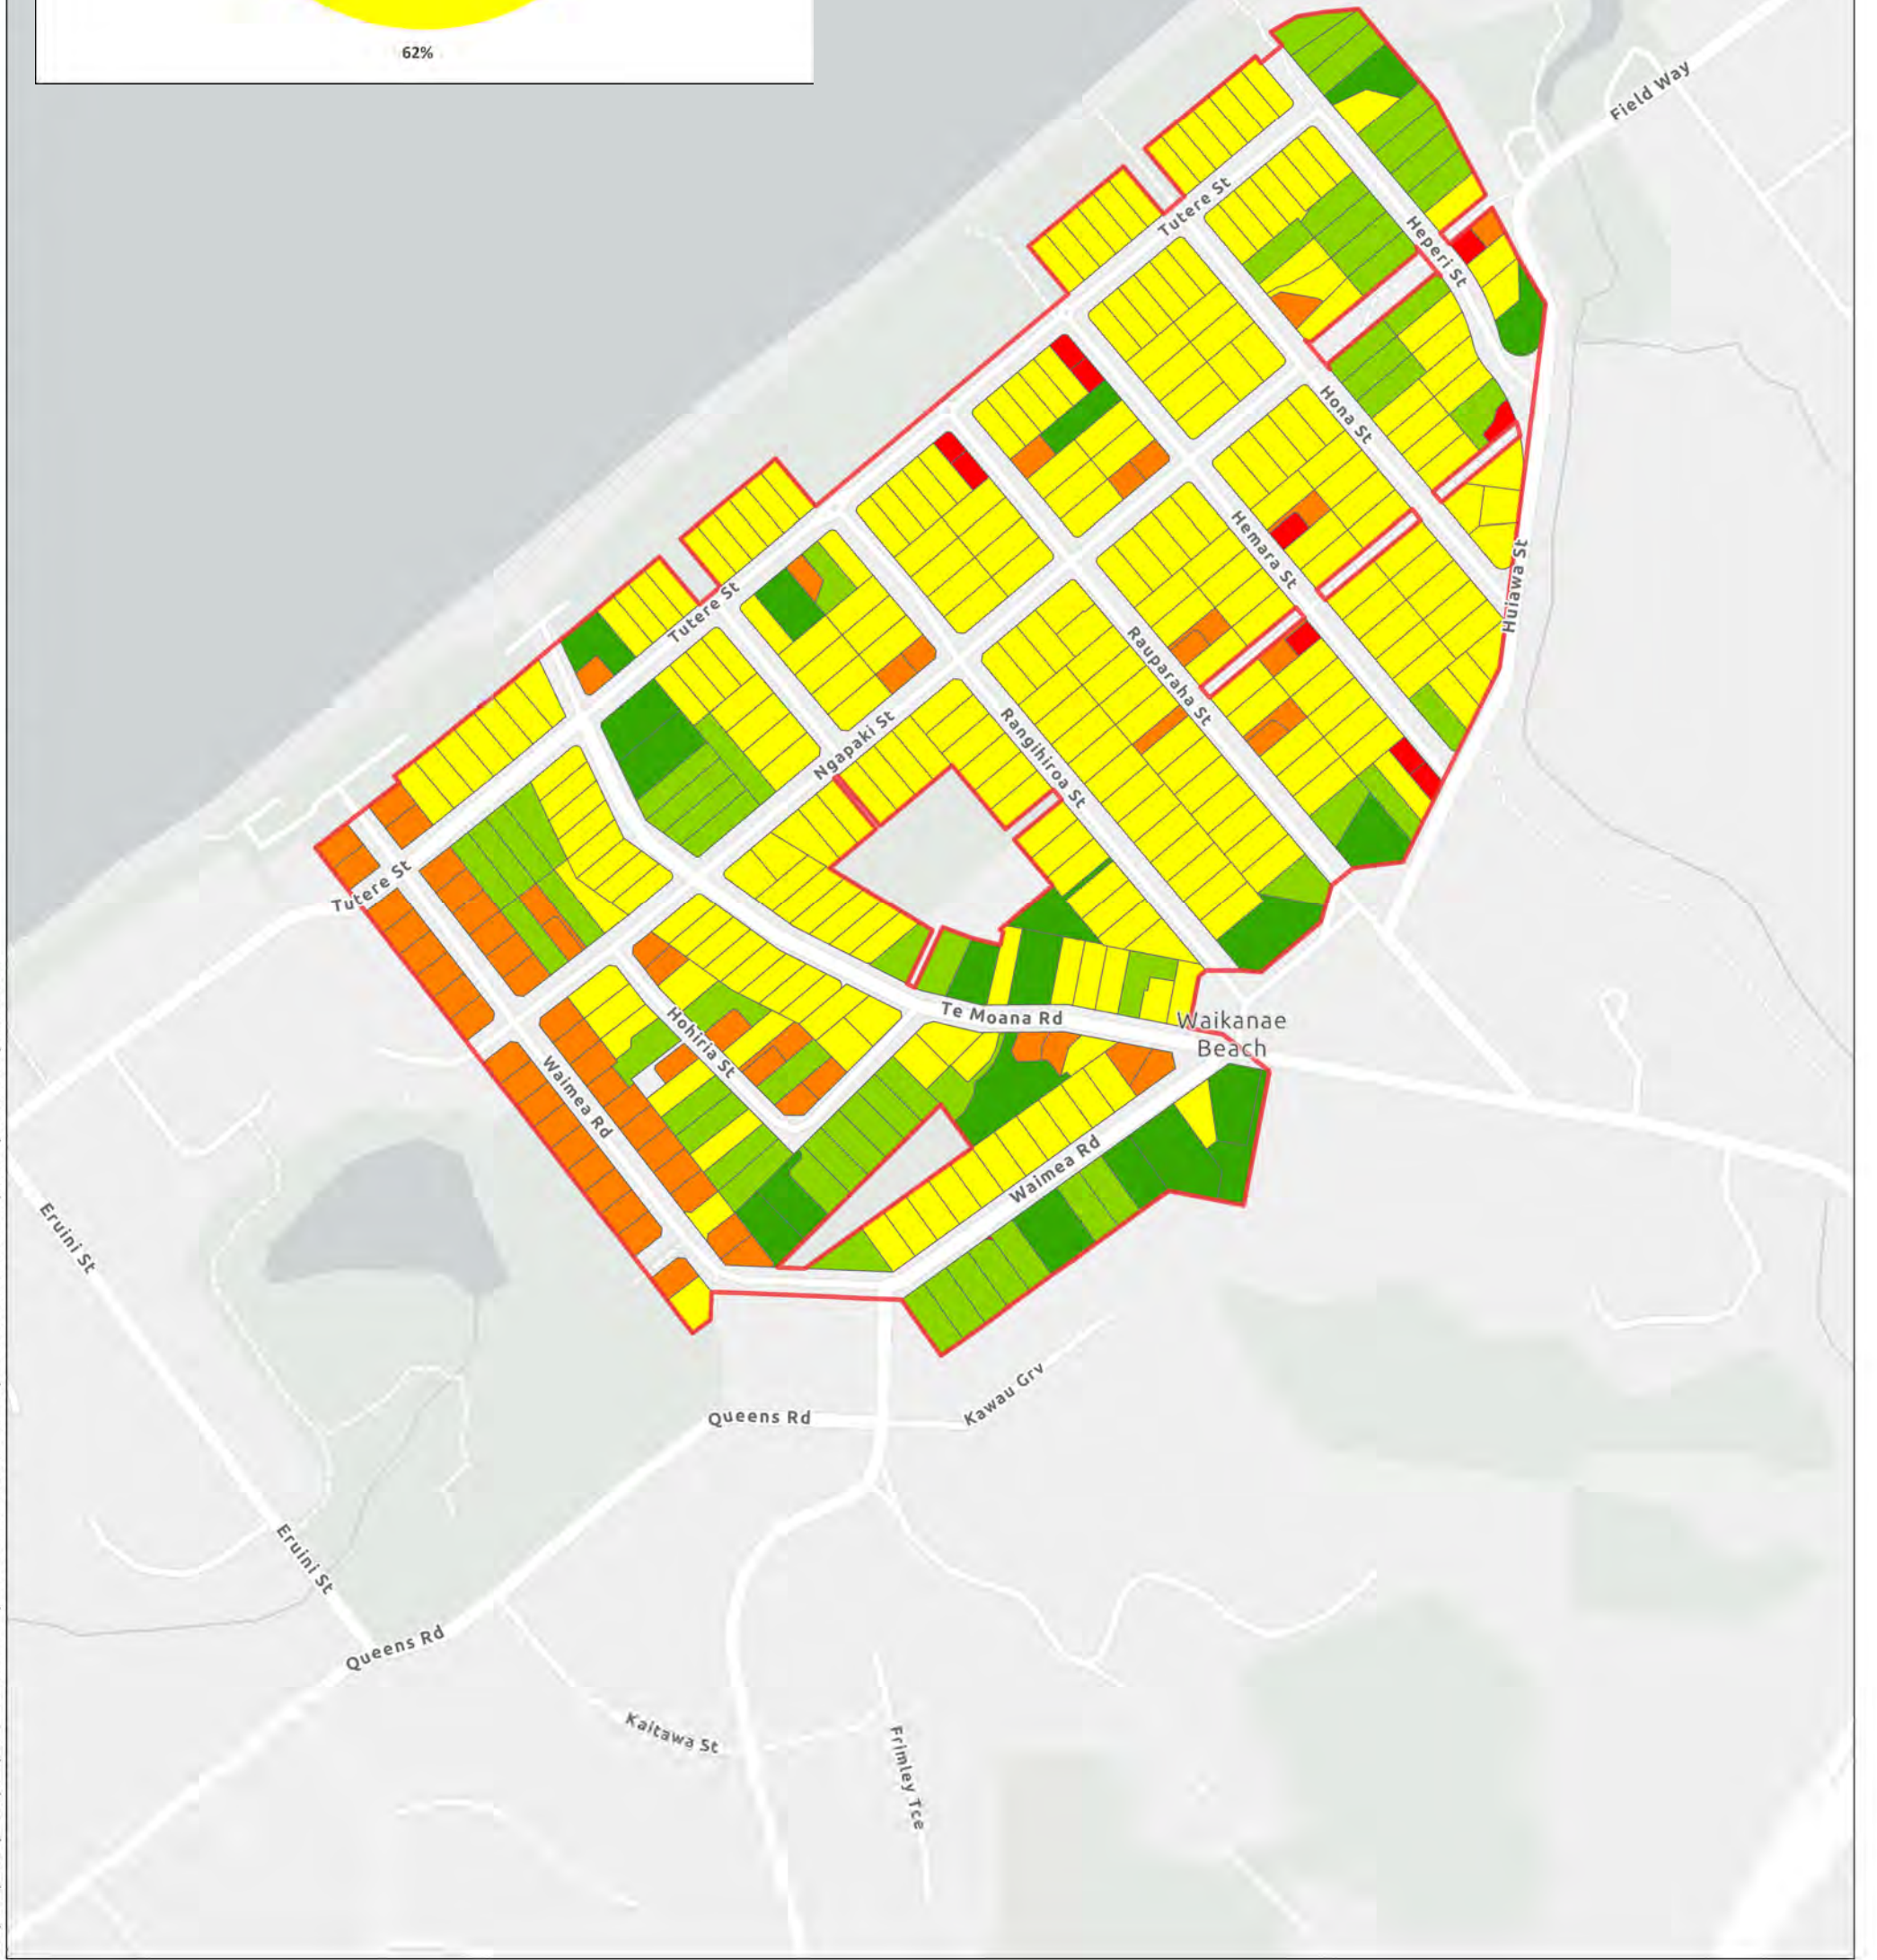 62%
Field Way
Tutere St
Heperi St
Hona St
Hemara St
Huiawa St
Tutere St
Rauparaha St
Rangihiroa St
Ngapaki St
Tutere St
Te Moana Rd
Waikanae
Beach
Hohiria St
Waimea Rd
Waimea Rd
Eruini St
Kawau Grv
Queens Rd
Eruini St
Queens Rd
Kaitawa St
Frimley Tce